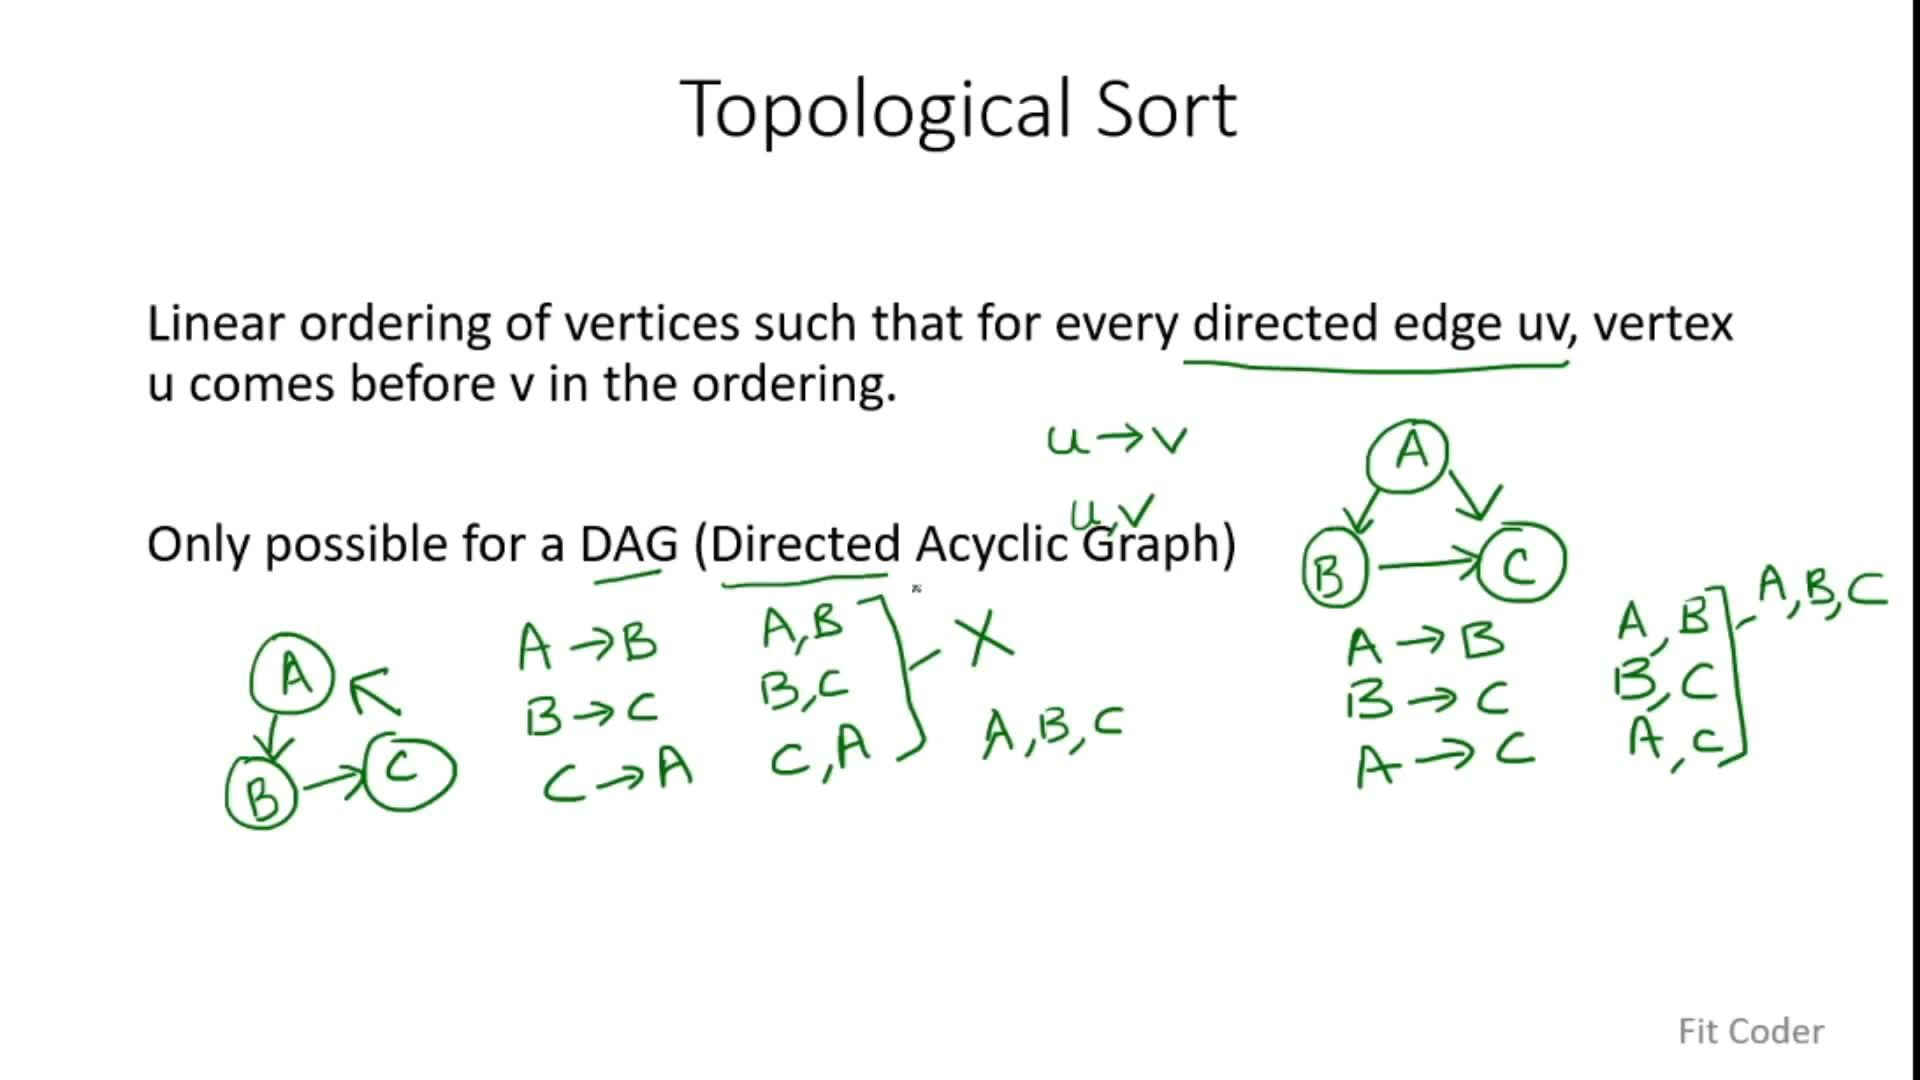 Topological Sort
Linear ordering of vertices such that for every directed edge uv, vertex
u comes before v in the ordering.
u → v
u,v
Only possible for a DAG (Directed Acyclic Graph)
A
B
C
A → B
B → C
C → A
A,B
B,C
C,A
X
A,B,C
A
B
C
A → B
B → C
A → C
A,B
B,C
A,C
A,B,C
Fit Coder